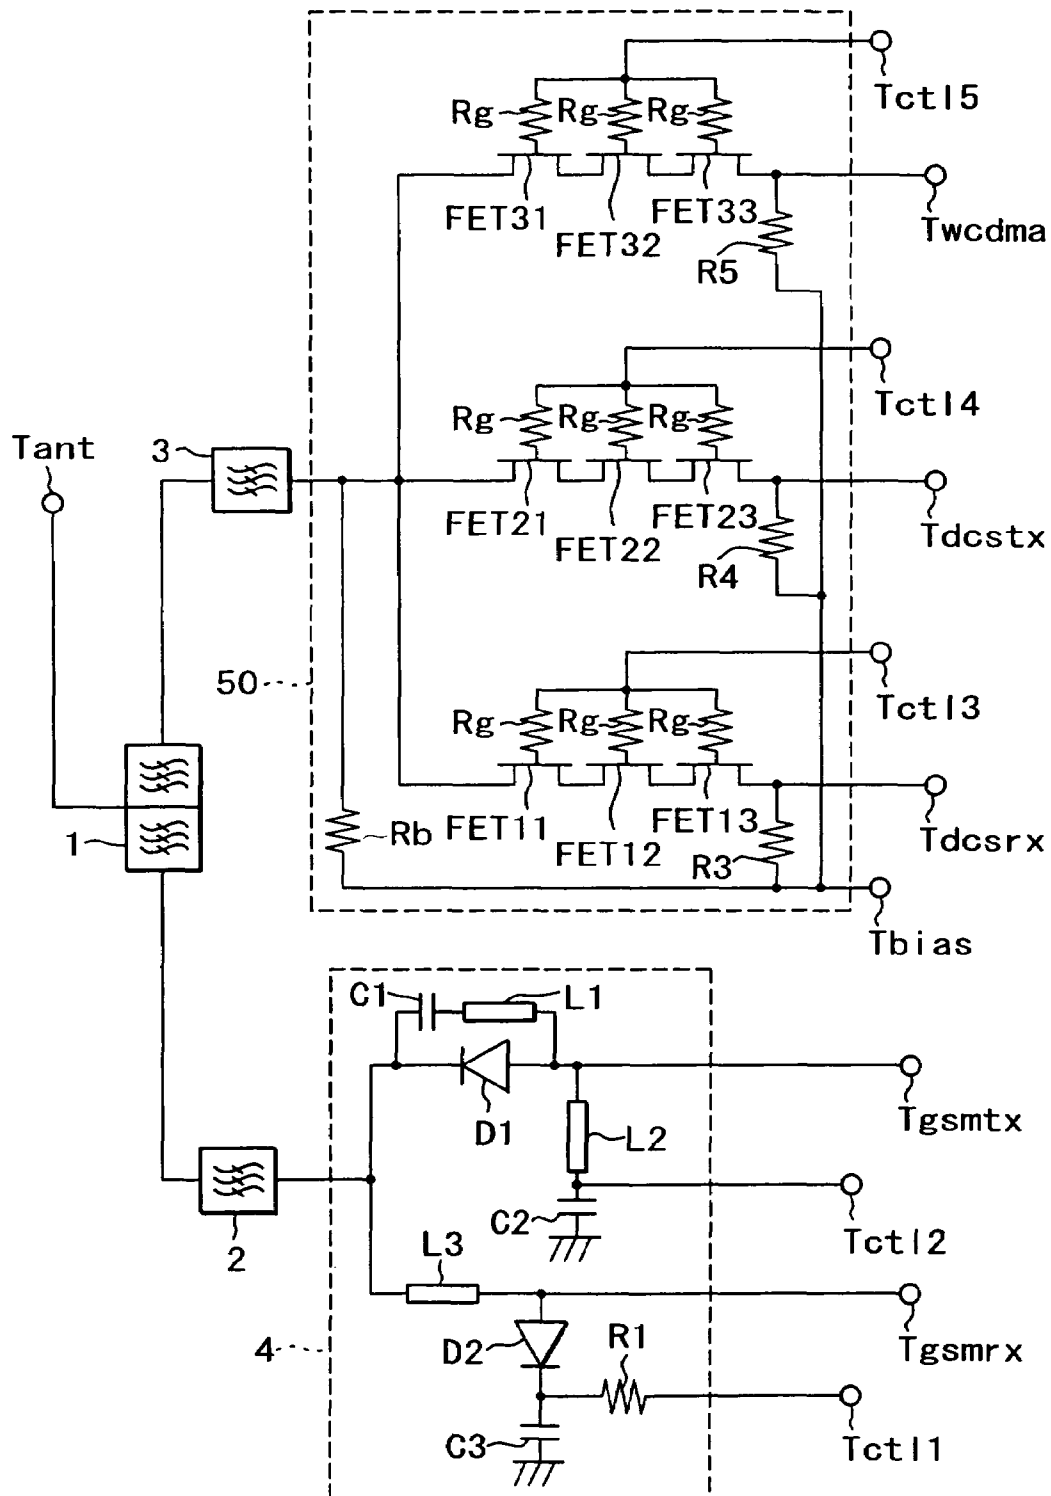 Tctl5
Rg Rg Rg
FET31 FET32 FET33
Twcdma
R5
Tctl4
Rg Rg Rg
Tant
3
FET21 FET22 FET23
Tdcstx
R4
50
Tctl3
Rg Rg Rg
1
Rb
FET11 FET12 FET13
Tdcsrx
R3
Tbias
C1 L1
D1
Tgsmtx
L2
2
C2
Tctl2
L3
4
D2
R1
Tgsmrx
C3
Tctl1